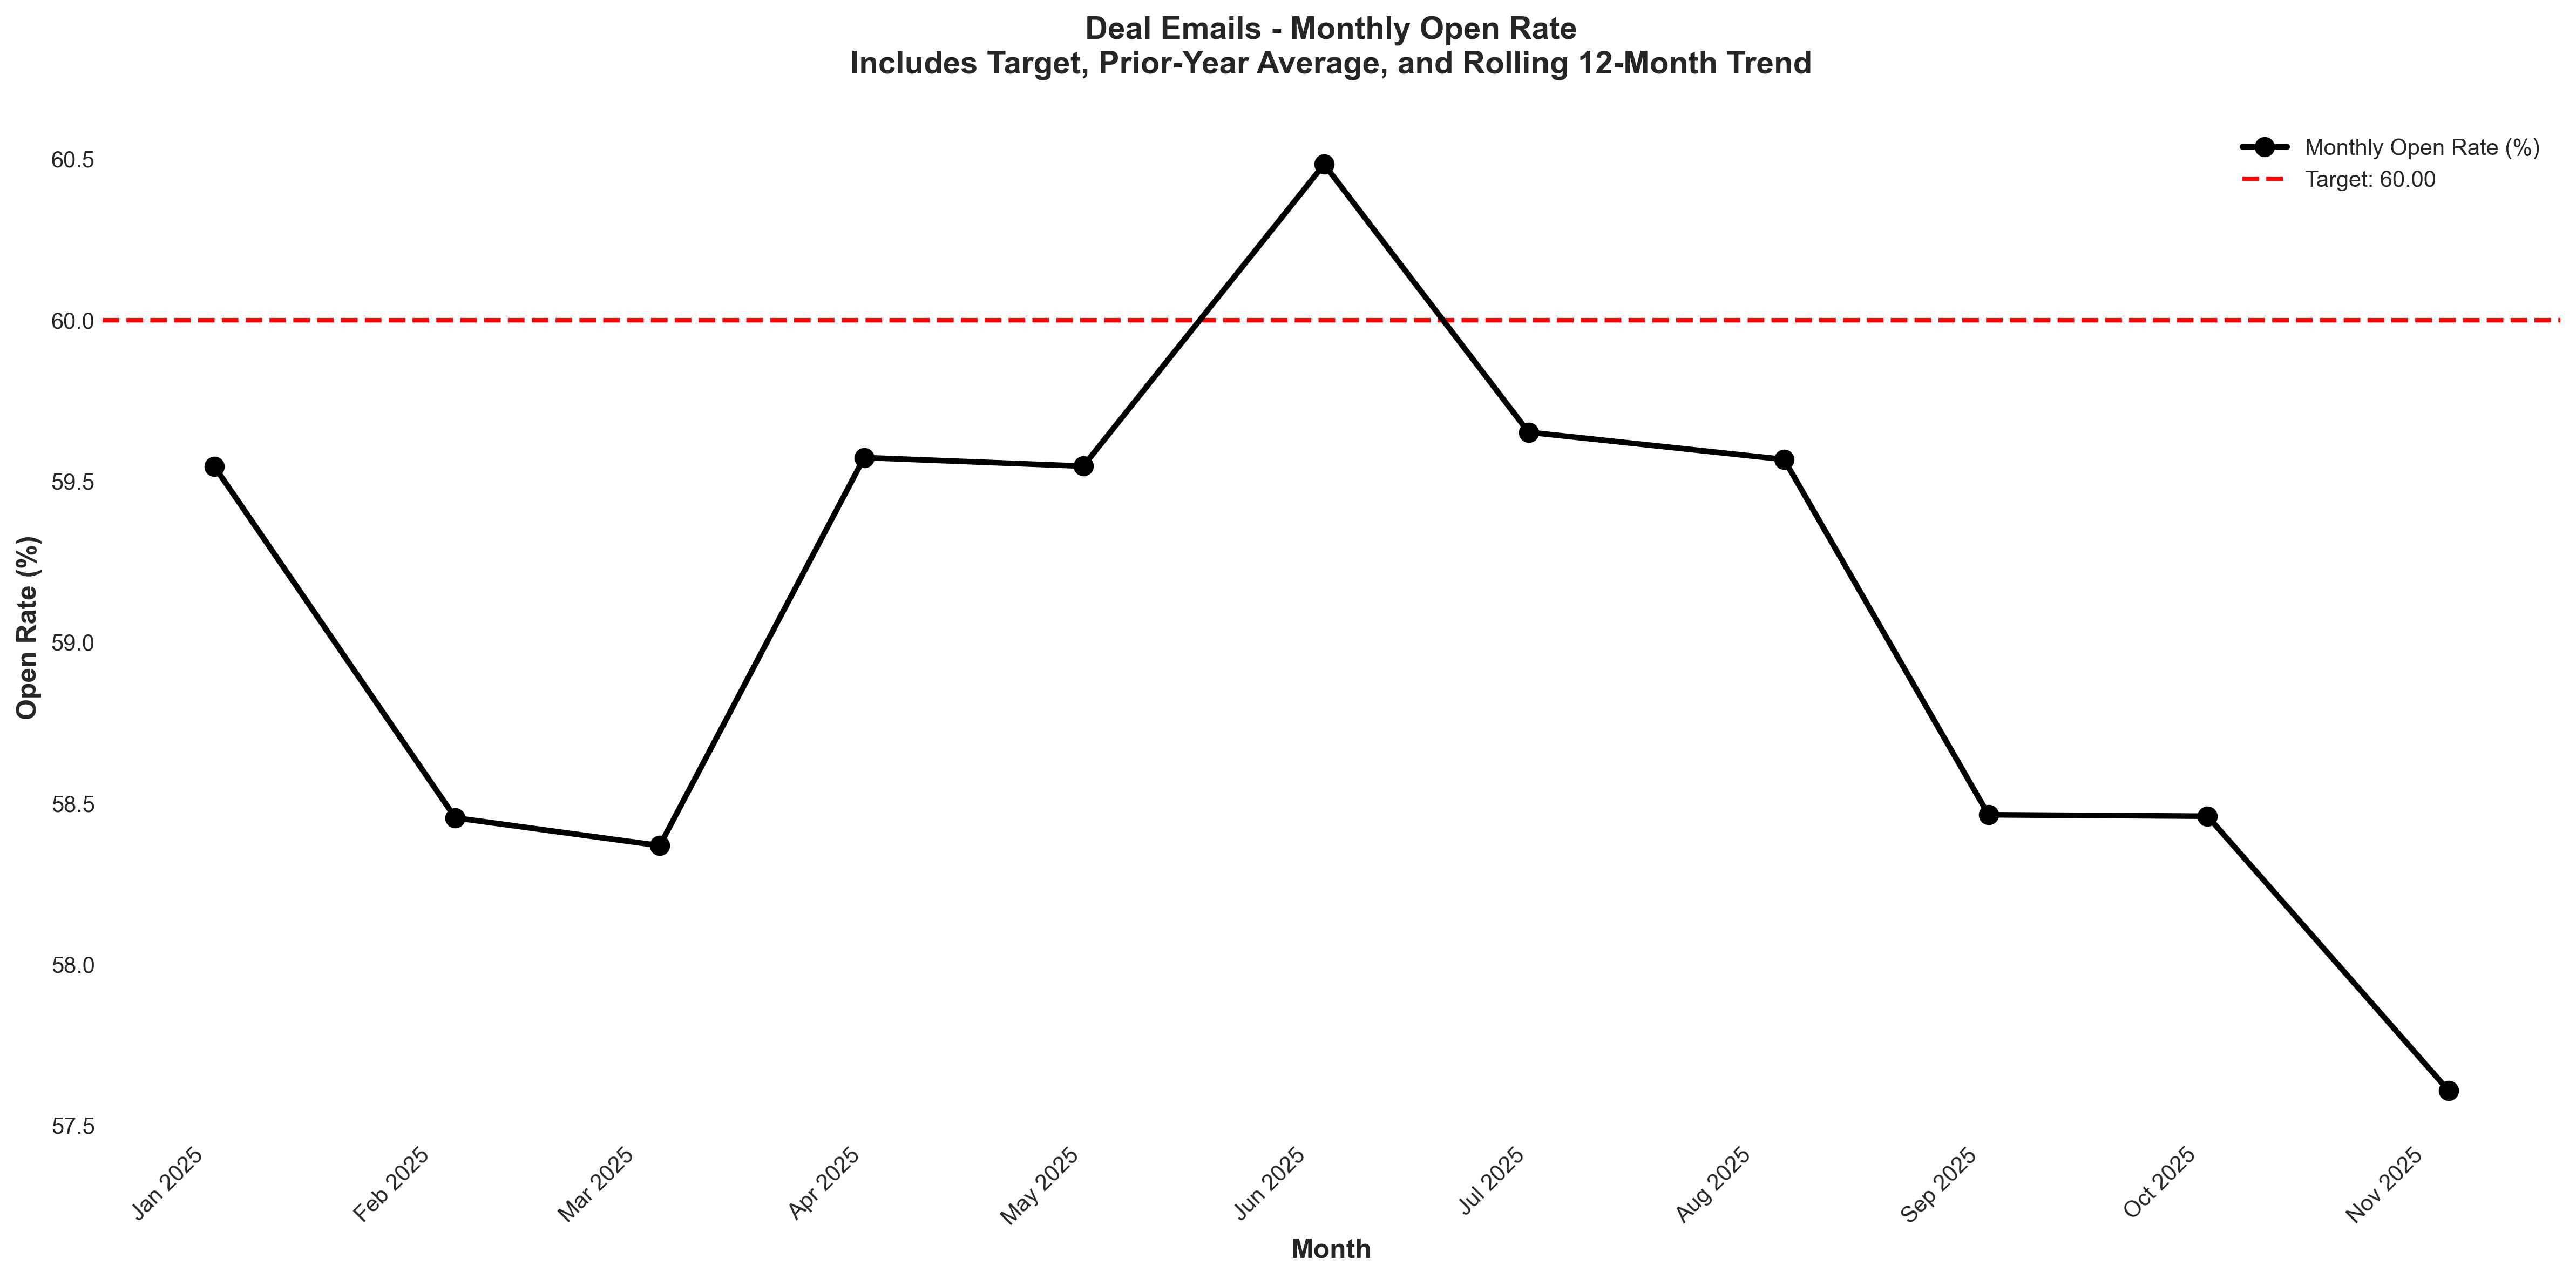 Deal Emails - Monthly Open Rate
Includes Target, Prior-Year Average, and Rolling 12-Month Trend
Monthly Open Rate (%)
Target: 60.00
Open Rate (%)
60.5
60.0
59.5
59.0
58.5
58.0
57.5
Jan 2025
Feb 2025
Mar 2025
Apr 2025
May 2025
Jun 2025
Jul 2025
Aug 2025
Sep 2025
Oct 2025
Nov 2025
Month